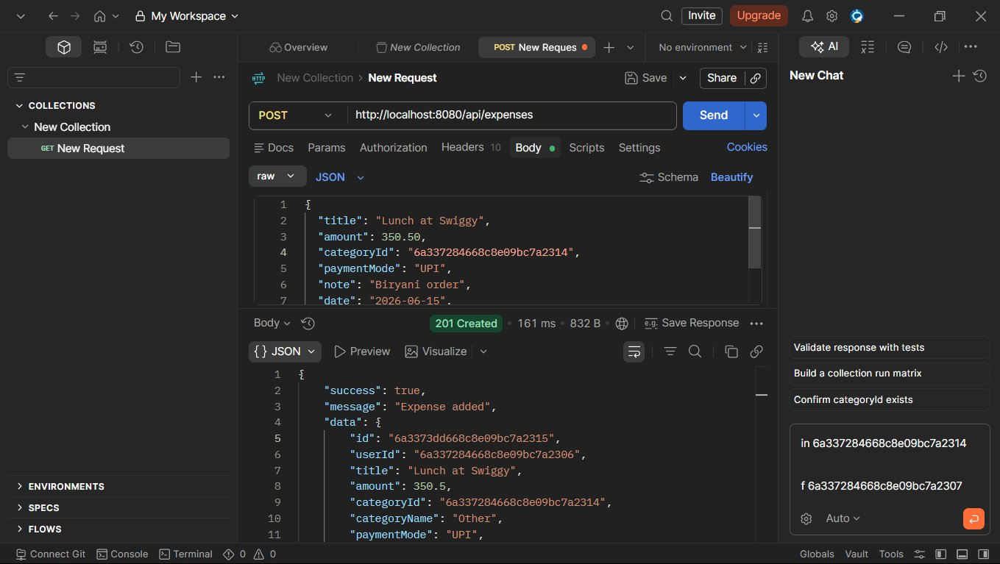 My Workspace
Invite
Upgrade
Overview
New Collection
POST New Reques
No environment
AI
New Collection > New Request
Save
Share
New Chat
COLLECTIONS
New Collection
GET New Request
POST
http://localhost:8080/api/expenses
Send
Docs Params Authorization Headers 10 Body Scripts Settings Cookies
raw JSON Schema Beautify
1 {
2 "title": "Lunch at Swiggy",
3 "amount": 350.50,
4 "categoryId": "6a337284668c8e09bc7a2314",
5 "paymentMode": "UPI",
6 "note": "Biryani order",
7 "date": "2026-06-15",
Body 201 Created • 161 ms • 832 B e.g. Save Response
{} JSON Preview Visualize
1 {
2 "success": true,
3 "message": "Expense added",
4 "data": {
5 "id": "6a3373dd668c8e09bc7a2315",
6 "userId": "6a337284668c8e09bc7a2306",
7 "title": "Lunch at Swiggy",
8 "amount": 350.5,
9 "categoryId": "6a337284668c8e09bc7a2314",
10 "categoryName": "Other",
11 "paymentMode": "UPI",
Validate response with tests
Build a collection run matrix
Confirm categoryId exists
in 6a337284668c8e09bc7a2314
f 6a337284668c8e09bc7a2307
Auto
ENVIRONMENTS
SPECS
FLOWS
Connect Git Console Terminal 0 0
Globals Vault Tools